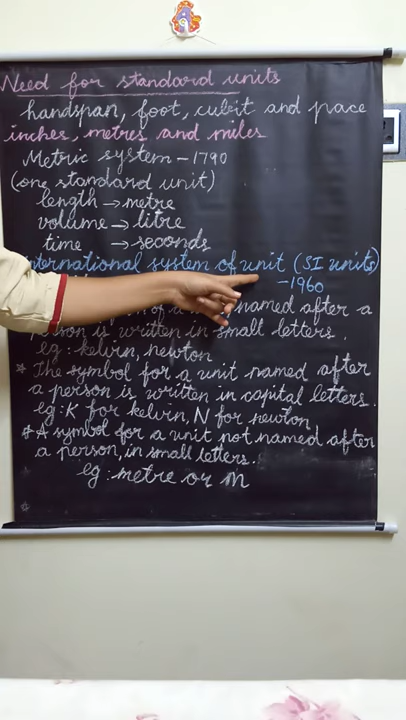 Need for standard units
handspan, foot, cubit and pace
inches, metres and miles
Metric system - 1790
(one standard unit)
length → metre
volume → litre
time → seconds
International system of unit (SI units)
- 1960
named after a
person is written in small letters.
eg : kelvin, newton
* The symbol for a unit named after
a person is written in capital letters.
eg : K for kelvin, N for newton
* A symbol for a unit not named after
a person, in small letters.
eg : metre or m